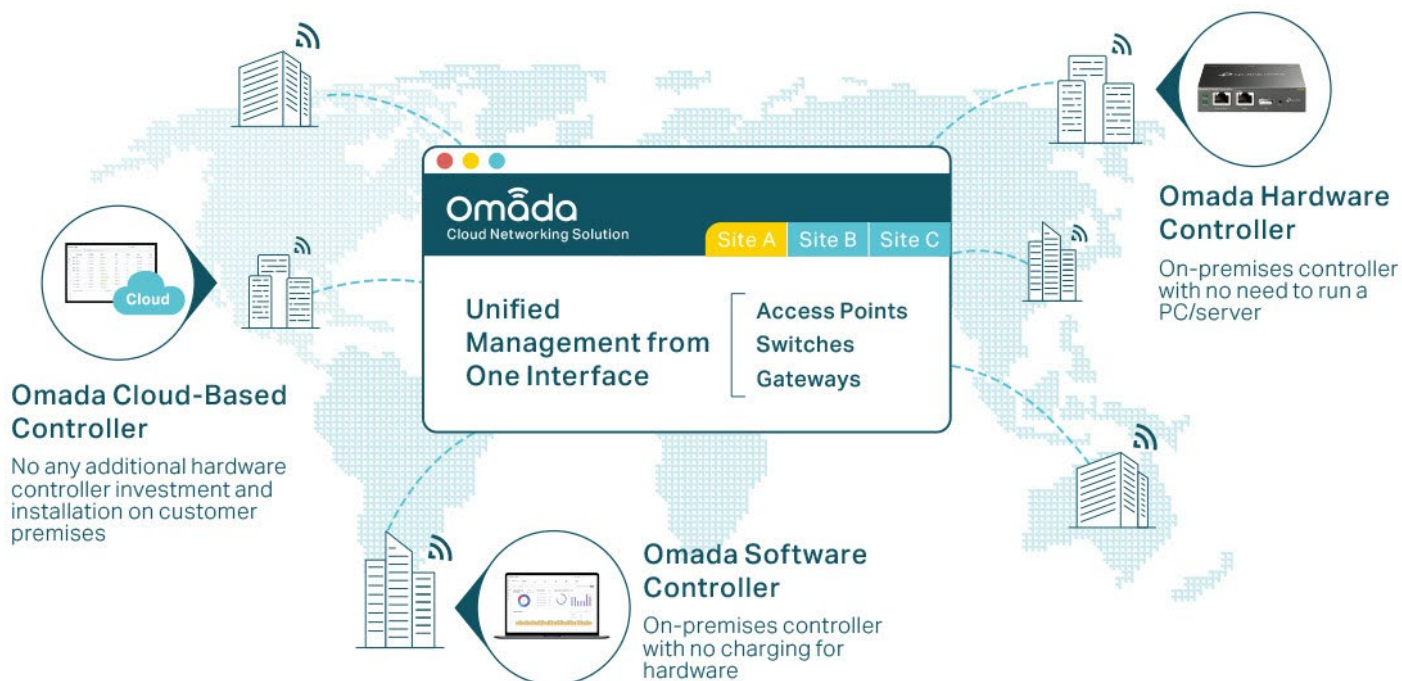 Omada
Cloud Networking Solution
Site A
Site B
Site C
Unified
Management from
One Interface
Access Points
Switches
Gateways
Omada Hardware
Controller
On-premises controller
with no need to run a
PC/server
Cloud
Omada Cloud-Based
Controller
No any additional hardware
controller investment and
installation on customer
premises
Omada Software
Controller
On-premises controller
with no charging for
hardware